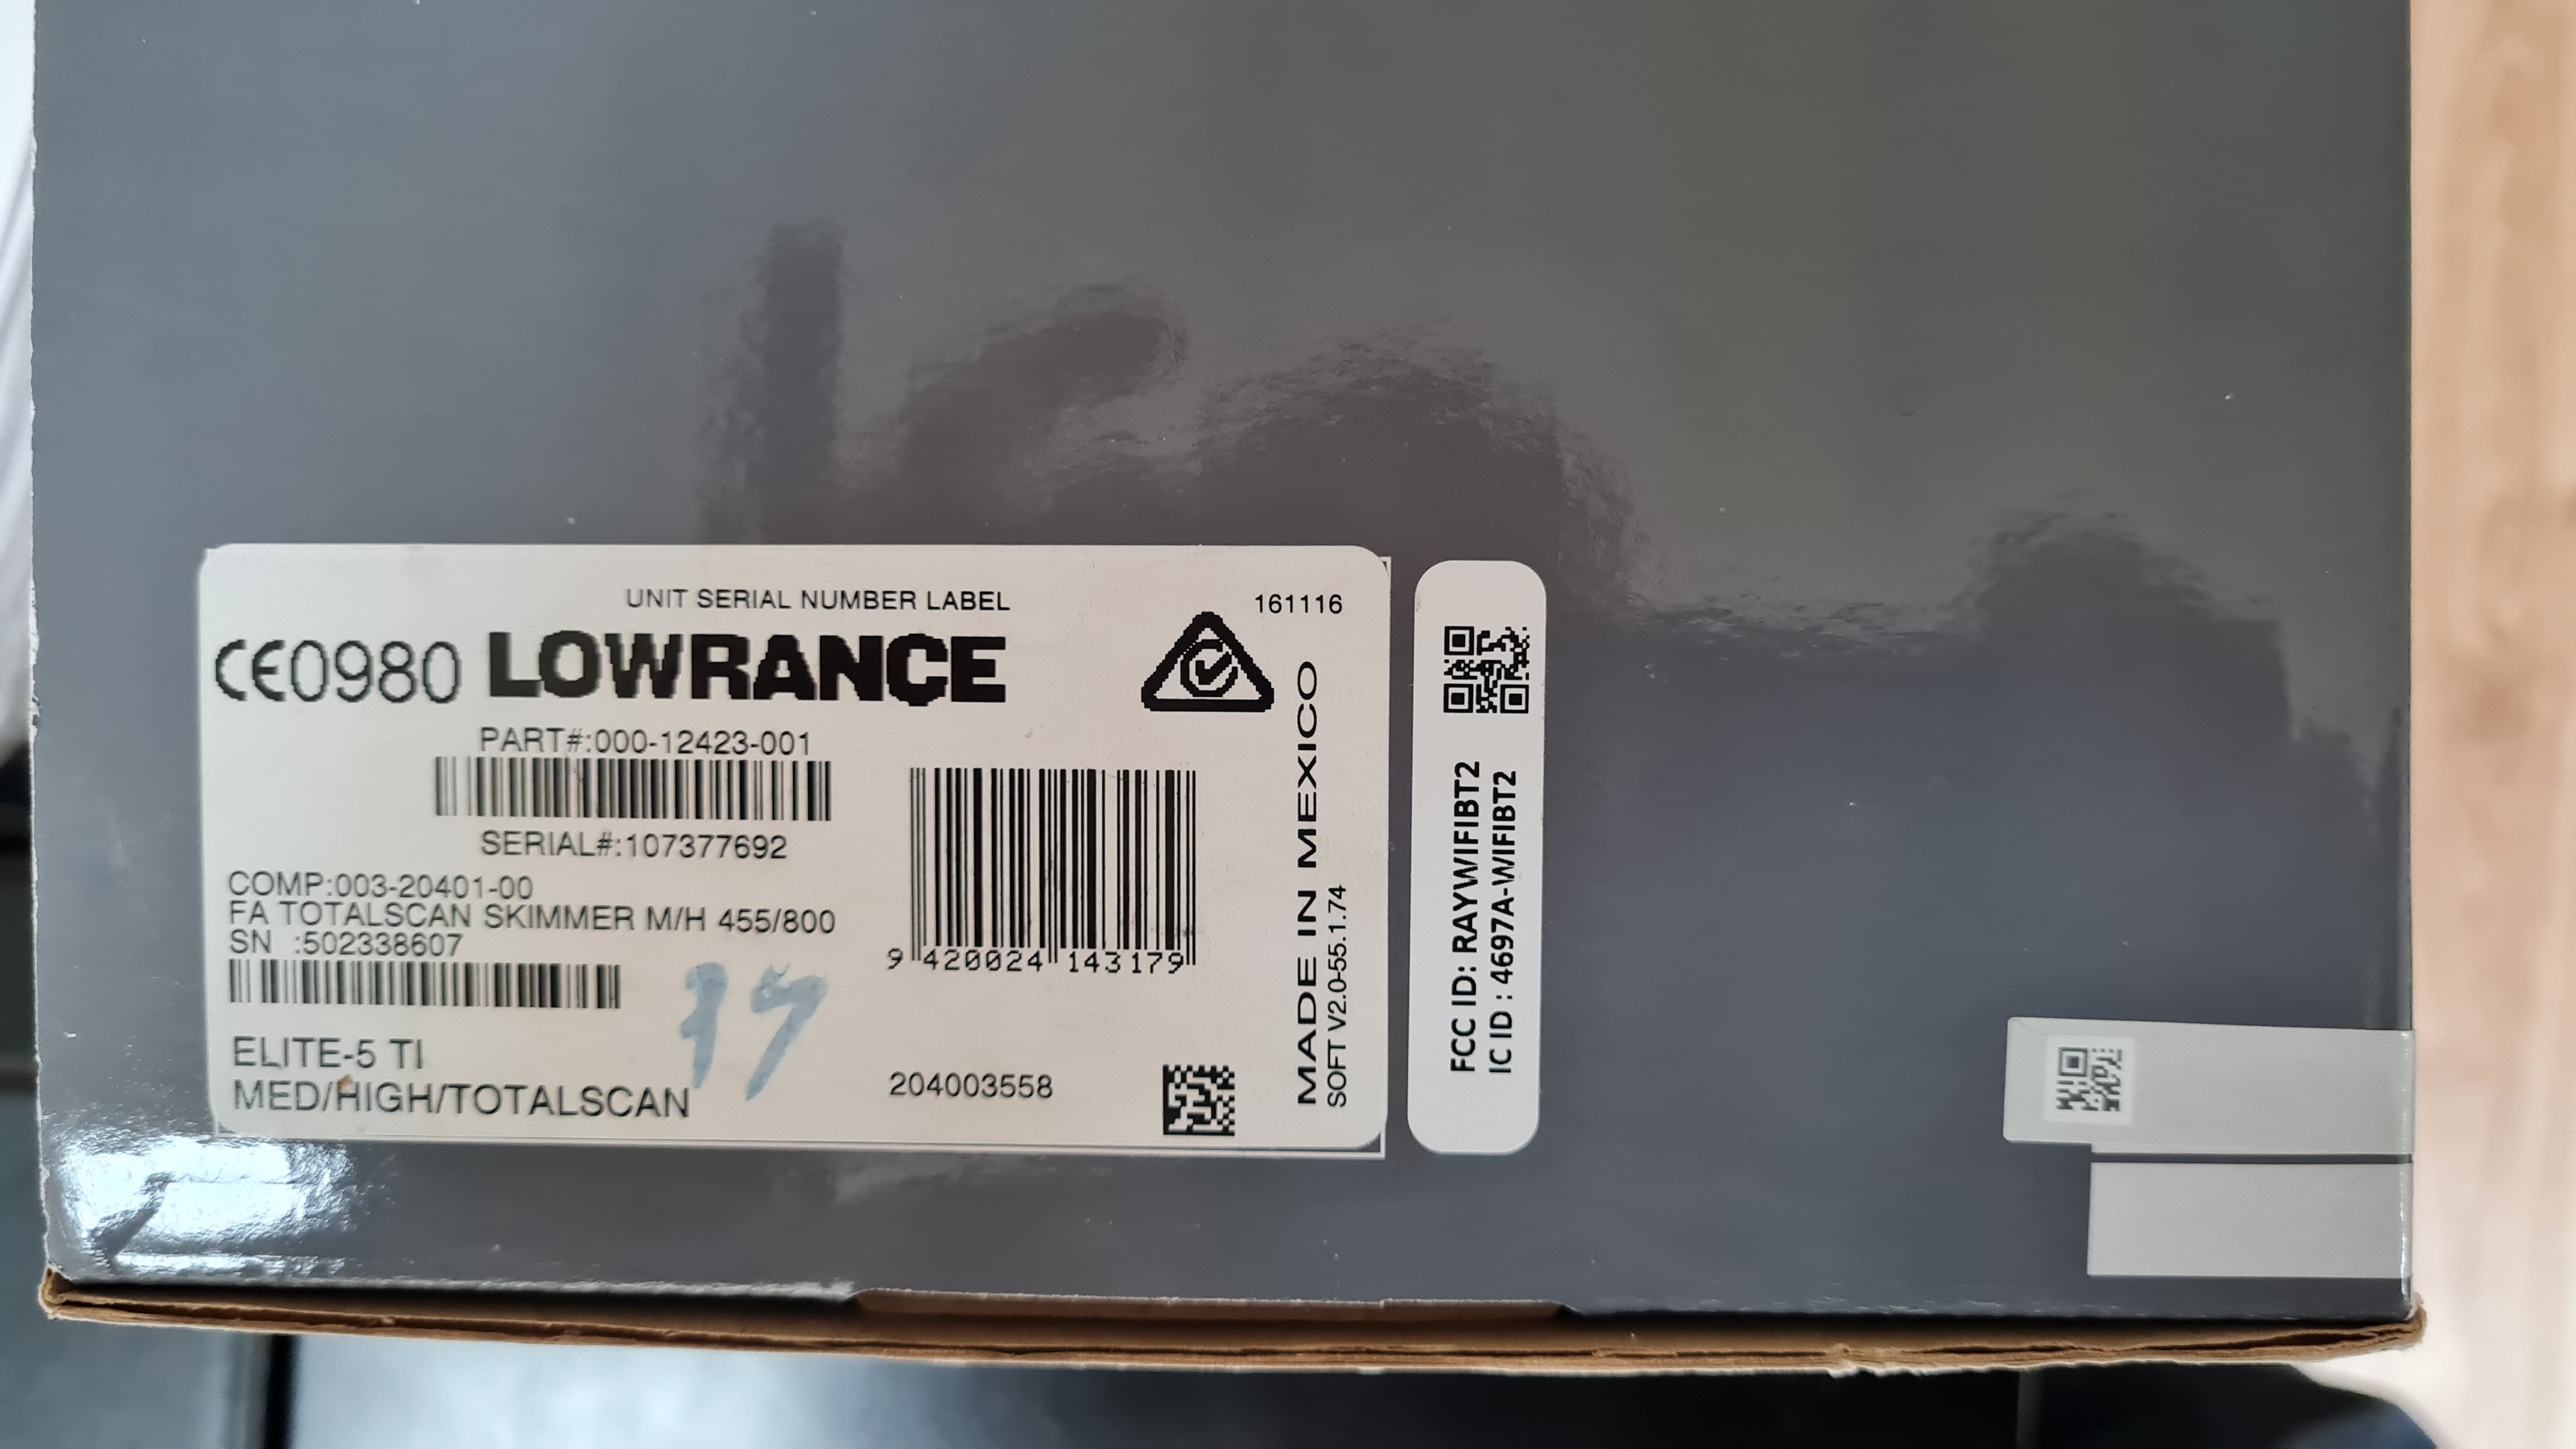 UNIT SERIAL NUMBER LABEL
161116
CE0980 LOWRANCE
PART#:000-12423-001
SERIAL#:107377692
COMP:003-20401-00
FA TOTALSCAN SKIMMER M/H 455/800
SN :502338607
9 420024 143179
ELITE-5 TI
MED/HIGH/TOTALSCAN
204003558
MADE IN MEXICO
SOFT V2.0-55.1.74
FCC ID: RAYWIFIBT2
IC ID : 4697A-WIFIBT2